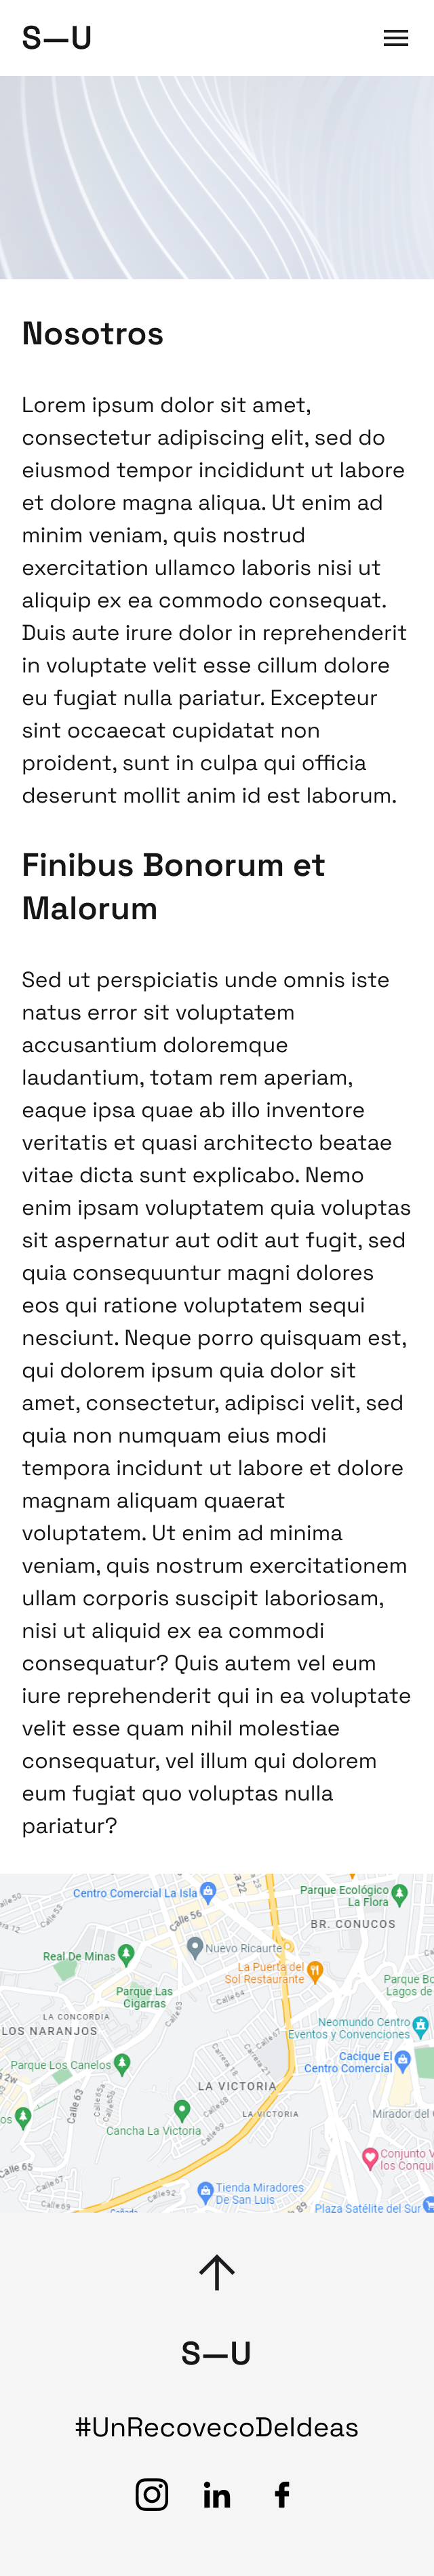 S—U
Nosotros
Lorem ipsum dolor sit amet,
consectetur adipiscing elit, sed do
eiusmod tempor incididunt ut labore
et dolore magna aliqua. Ut enim ad
minim veniam, quis nostrud
exercitation ullamco laboris nisi ut
aliquip ex ea commodo consequat.
Duis aute irure dolor in reprehenderit
in voluptate velit esse cillum dolore
eu fugiat nulla pariatur. Excepteur
sint occaecat cupidatat non
proident, sunt in culpa qui officia
deserunt mollit anim id est laborum.
Finibus Bonorum et
Malorum
Sed ut perspiciatis unde omnis iste
natus error sit voluptatem
accusantium doloremque
laudantium, totam rem aperiam,
eaque ipsa quae ab illo inventore
veritatis et quasi architecto beatae
vitae dicta sunt explicabo. Nemo
enim ipsam voluptatem quia voluptas
sit aspernatur aut odit aut fugit, sed
quia consequuntur magni dolores
eos qui ratione voluptatem sequi
nesciunt. Neque porro quisquam est,
qui dolorem ipsum quia dolor sit
amet, consectetur, adipisci velit, sed
quia non numquam eius modi
tempora incidunt ut labore et dolore
magnam aliquam quaerat
voluptatem. Ut enim ad minima
veniam, quis nostrum exercitationem
ullam corporis suscipit laboriosam,
nisi ut aliquid ex ea commodi
consequatur? Quis autem vel eum
iure reprehenderit qui in ea voluptate
velit esse quam nihil molestiae
consequatur, vel illum qui dolorem
eum fugiat quo voluptas nulla
pariatur?
Centro Comercial La Isla
Parque Ecológico
La Flora
Calle 56
BR. CONUCOS
Calle 53
Real De Minas
Nuevo Ricaurte
La Puerta del
Sol Restaurante
Parque Las
Cigarras
Calle 64
Parque Bo
Lagos de
LA CONCORDIA
LOS NARANJOS
Neomundo Centro
Eventos y Convenciones
Parque Los Canelos
Cacique El
Centro Comercial
LA VICTORIA
Calle 63
LA VICTORIA
Mirador del
Cancha La Victoria
Calle 65
Conjunto V
los Conqui
Tienda Miradores
De San Luis
Plaza Satélite del Sur
S—U
#UnRecovecoDeIdeas